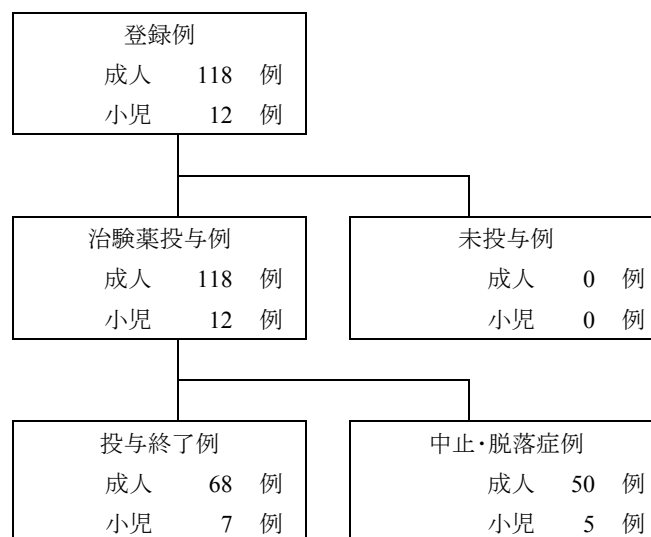 登録例
成人 118 例
小児 12 例
治験薬投与例
成人 118 例
小児 12 例
未投与例
成人 0 例
小児 0 例
投与終了例
成人 68 例
小児 7 例
中止・脱落症例
成人 50 例
小児 5 例